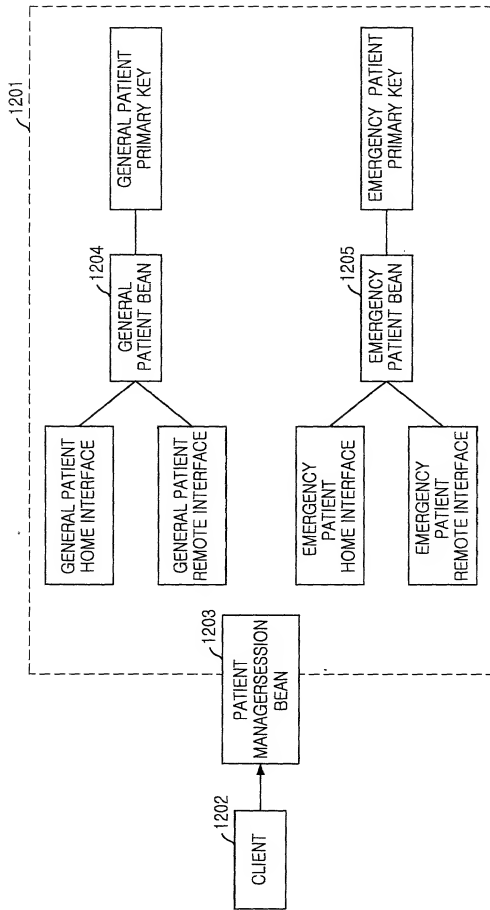 1201
1202
CLIENT
1203
PATIENT
MANAGERSESSION
BEAN
GENERAL PATIENT
HOME INTERFACE
GENERAL PATIENT
REMOTE INTERFACE
1204
GENERAL
PATIENT BEAN
GENERAL PATIENT
PRIMARY KEY
EMERGENCY
PATIENT
HOME INTERFACE
EMERGENCY
PATIENT
REMOTE INTERFACE
1205
EMERGENCY
PATIENT BEAN
EMERGENCY PATIENT
PRIMARY KEY